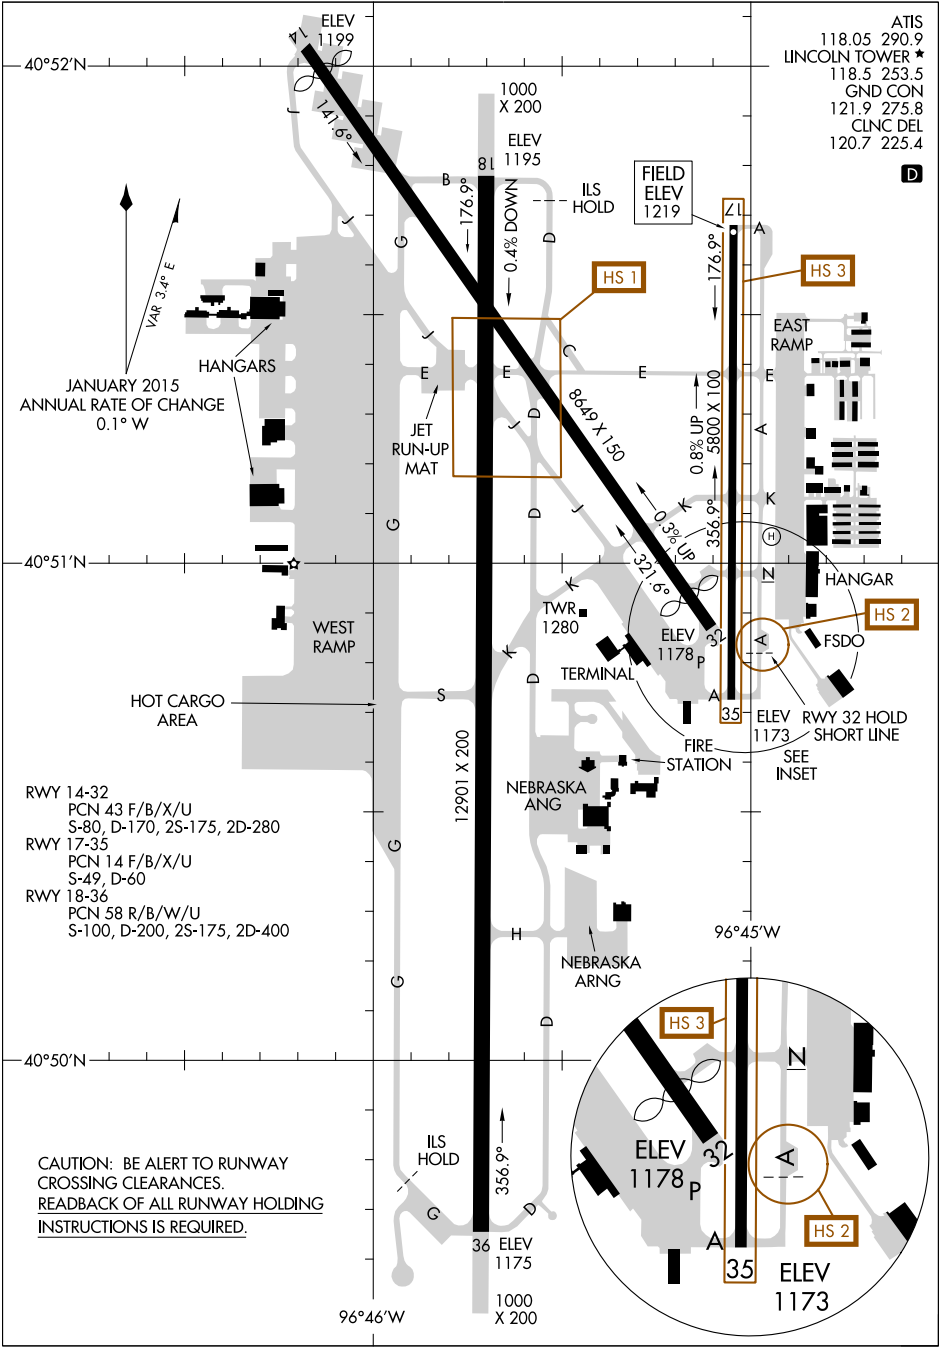 ELEV
1199
14
ATIS
118.05 290.9
LINCOLN TOWER ★
118.5 253.5
GND CON
121.9 275.8
CLNC DEL
120.7 225.4
D
40°52'N
1000
X 200
J
141.6°
ELEV
1195
18
B
176.9°
0.4% DOWN
ILS
HOLD
D
FIELD
ELEV
1219
17
A
176.9°
J
G
VAR 3.4° E
HS 1
HS 3
EAST
RAMP
HANGARS
J
C
E
E
E
E
JANUARY 2015
ANNUAL RATE OF CHANGE
0.1° W
JET
RUN-UP
MAT
J
D
8649 X 150
0.8% UP
5800 X 100
A
G
D
J
K
356.9°
K
0.3% UP
321.6°
H
40°51'N
N
HANGAR
K
TWR
1280
WEST
RAMP
ELEV
1178
32
P
A
HS 2
FSDO
K
TERMINAL
D
S
A
HOT CARGO
AREA
35
ELEV
1173
RWY 32 HOLD
SHORT LINE
SEE
INSET
FIRE
STATION
12901 X 200
NEBRASKA
ANG
RWY 14-32
PCN 43 F/B/X/U
S-80, D-170, 2S-175, 2D-280
RWY 17-35
PCN 14 F/B/X/U
S-49, D-60
RWY 18-36
PCN 58 R/B/W/U
S-100, D-200, 2S-175, 2D-400
G
H
96°45'W
NEBRASKA
ARNG
G
D
40°50'N
HS 3
N
ELEV
1178
32
P
A
HS 2
A
35
ELEV
1173
ILS
HOLD
356.9°
G
D
CAUTION: BE ALERT TO RUNWAY
CROSSING CLEARANCES.
READBACK OF ALL RUNWAY HOLDING
INSTRUCTIONS IS REQUIRED.
36
ELEV
1175
1000
X 200
96°46'W